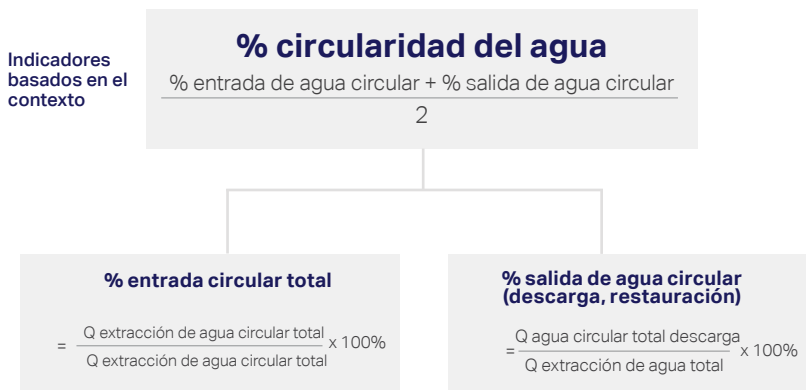 Indicadores
basados en el
contexto
% circularidad del agua
% entrada de agua circular + % salida de agua circular
2
% entrada circular total
= Q extracción de agua circular total x 100%
Q extracción de agua circular total
% salida de agua circular
(descarga, restauración)
= Q agua circular total descarga x 100%
Q extracción de agua total